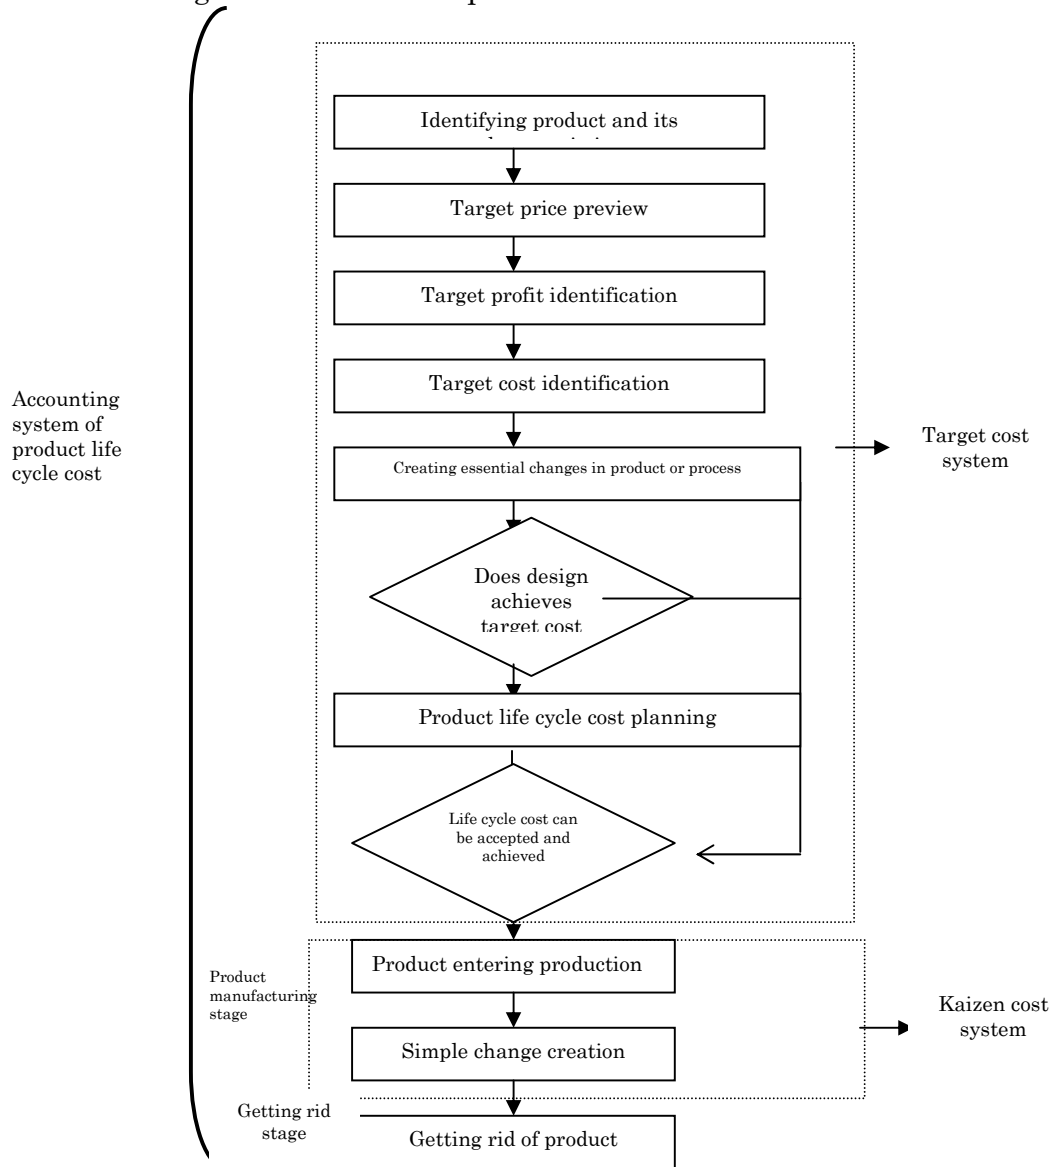 Identifying product and its
Target price preview
Target profit identification
Target cost identification
Accounting
system of
product life
cycle cost
Target cost
system
Creating essential changes in product or process
Does design
achieves
target cost
Product life cycle cost planning
Life cycle cost can
be accepted and
achieved
Product entering production
Product
manufacturing
stage
Kaizen cost
system
Simple change creation
Getting rid
stage
Getting rid of product